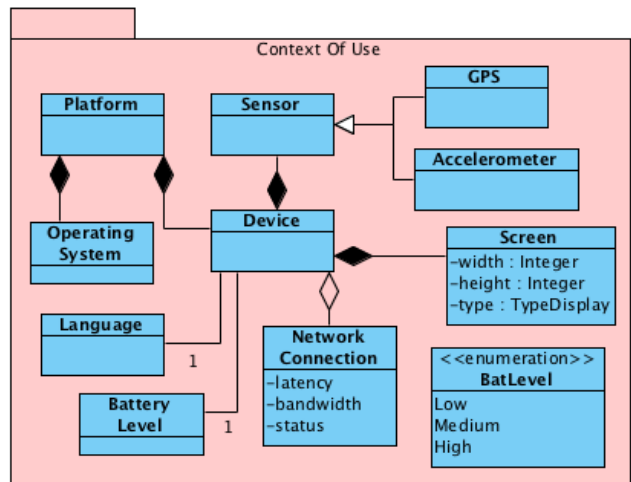 Context Of Use
Platform
Sensor
GPS
Accelerometer
Operating
System
Device
Screen
-width : Integer
-height : Integer
-type : TypeDisplay
Language
1
Network
Connection
-latency
-bandwidth
-status
Battery
Level
1
<<enumeration>>
BatLevel
Low
Medium
High